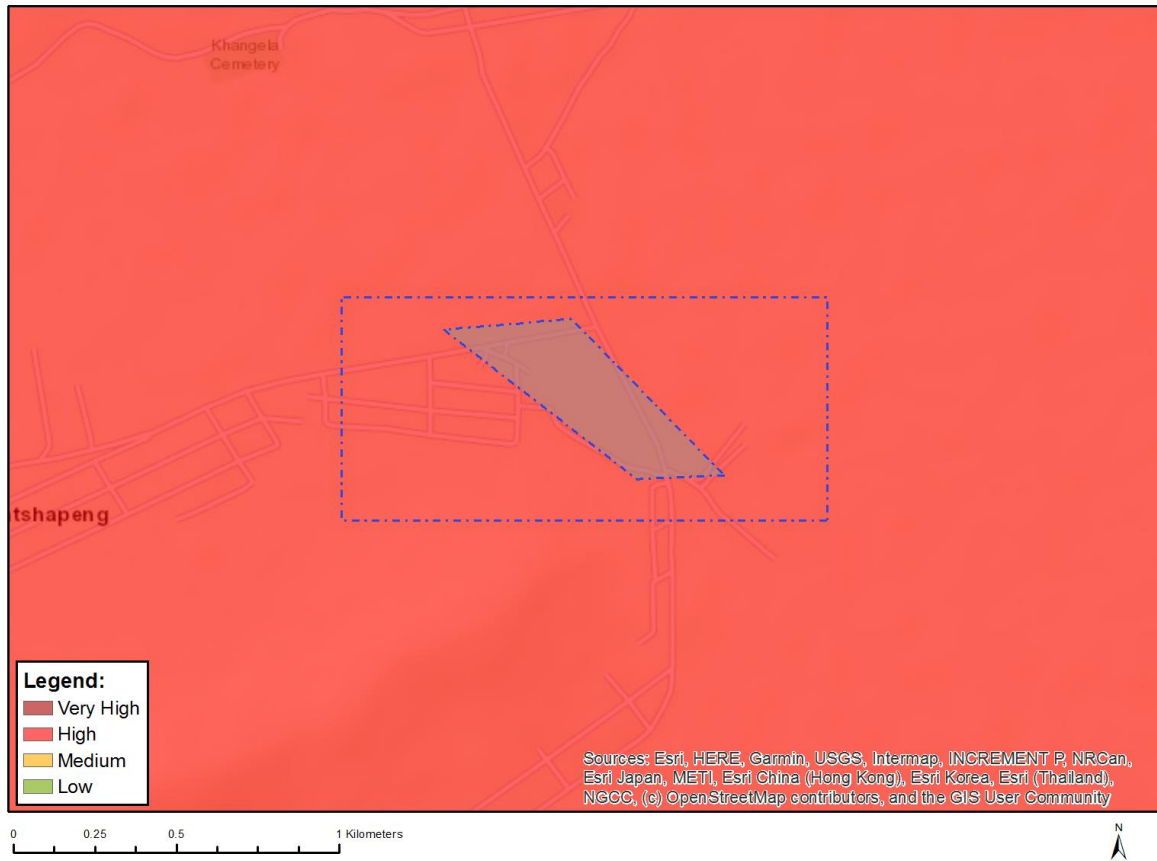 Khangela
Cemetery
tshapeng
Legend:
Very High
High
Medium
Low
Sources: Esri, HERE, Garmin, USGS, Intermap, INCREMENT P, NRCan,
Esri Japan, METI, Esri China (Hong Kong), Esri Korea, Esri (Thailand),
NGCC, (c) OpenStreetMap contributors, and the GIS User Community
0 0.25 0.5 1 Kilometers
N